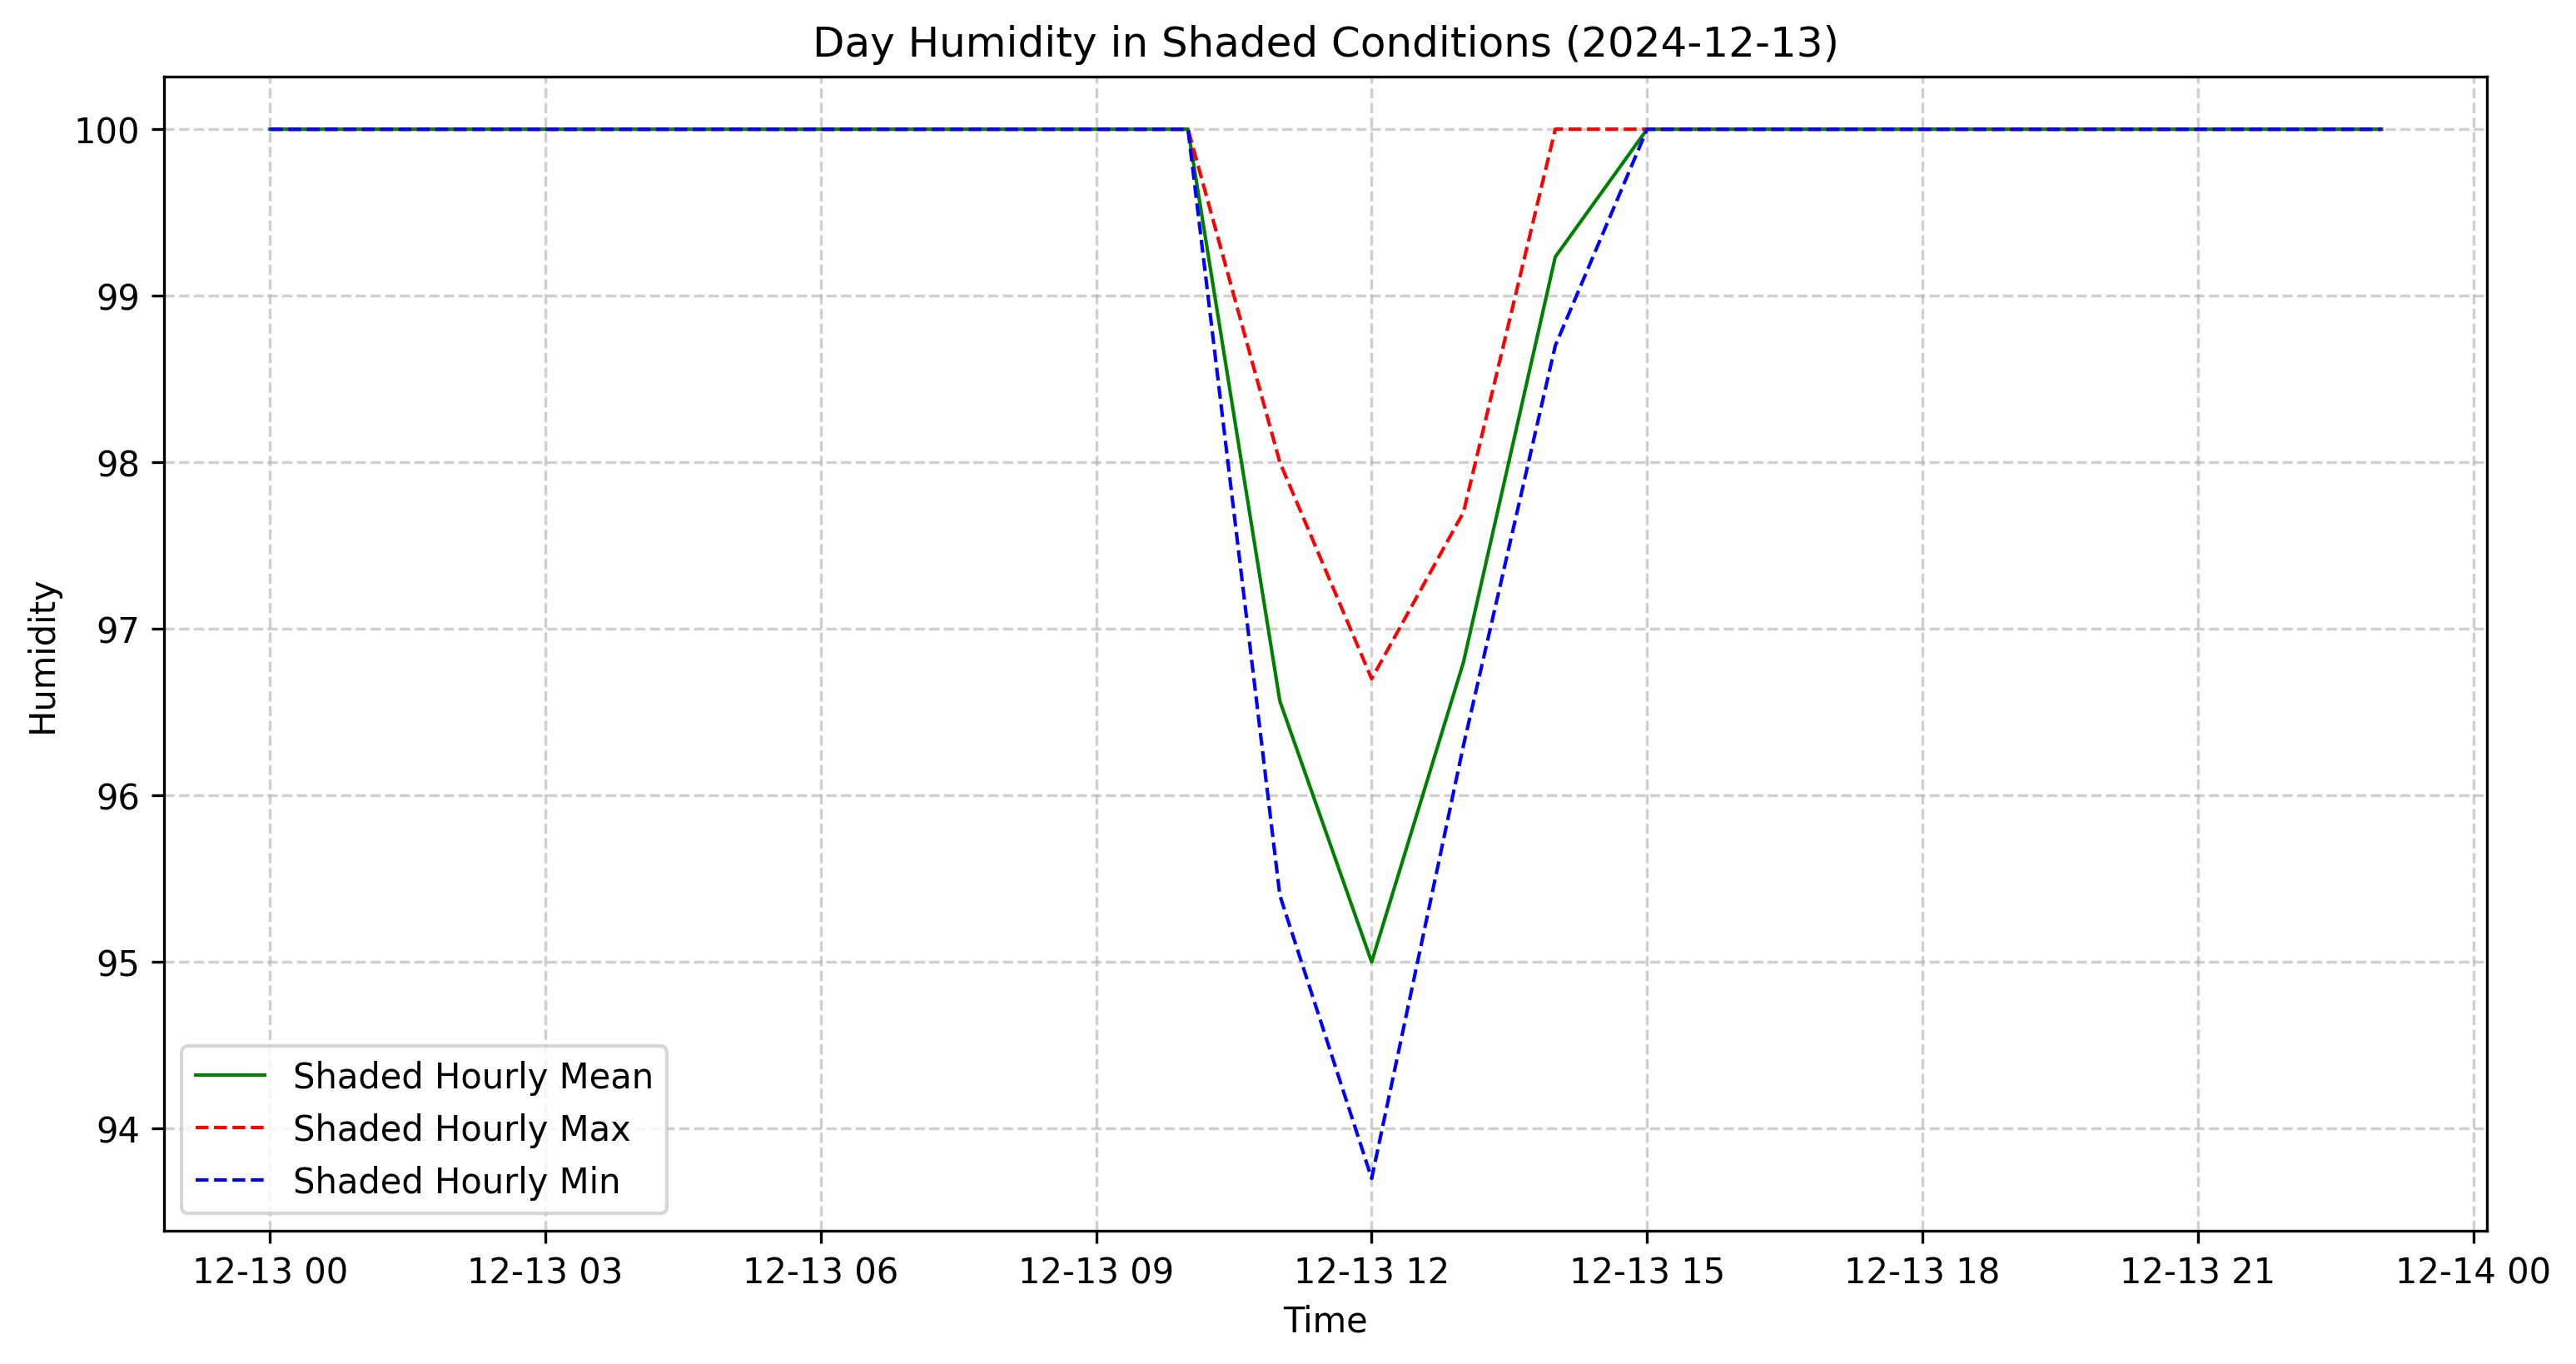 Day Humidity in Shaded Conditions (2024-12-13)
100
99
98
97
96
95
94
Humidity
Shaded Hourly Mean
Shaded Hourly Max
Shaded Hourly Min
12-13 00 12-13 03 12-13 06 12-13 09 12-13 12 12-13 15 12-13 18 12-13 21 12-14 00
Time